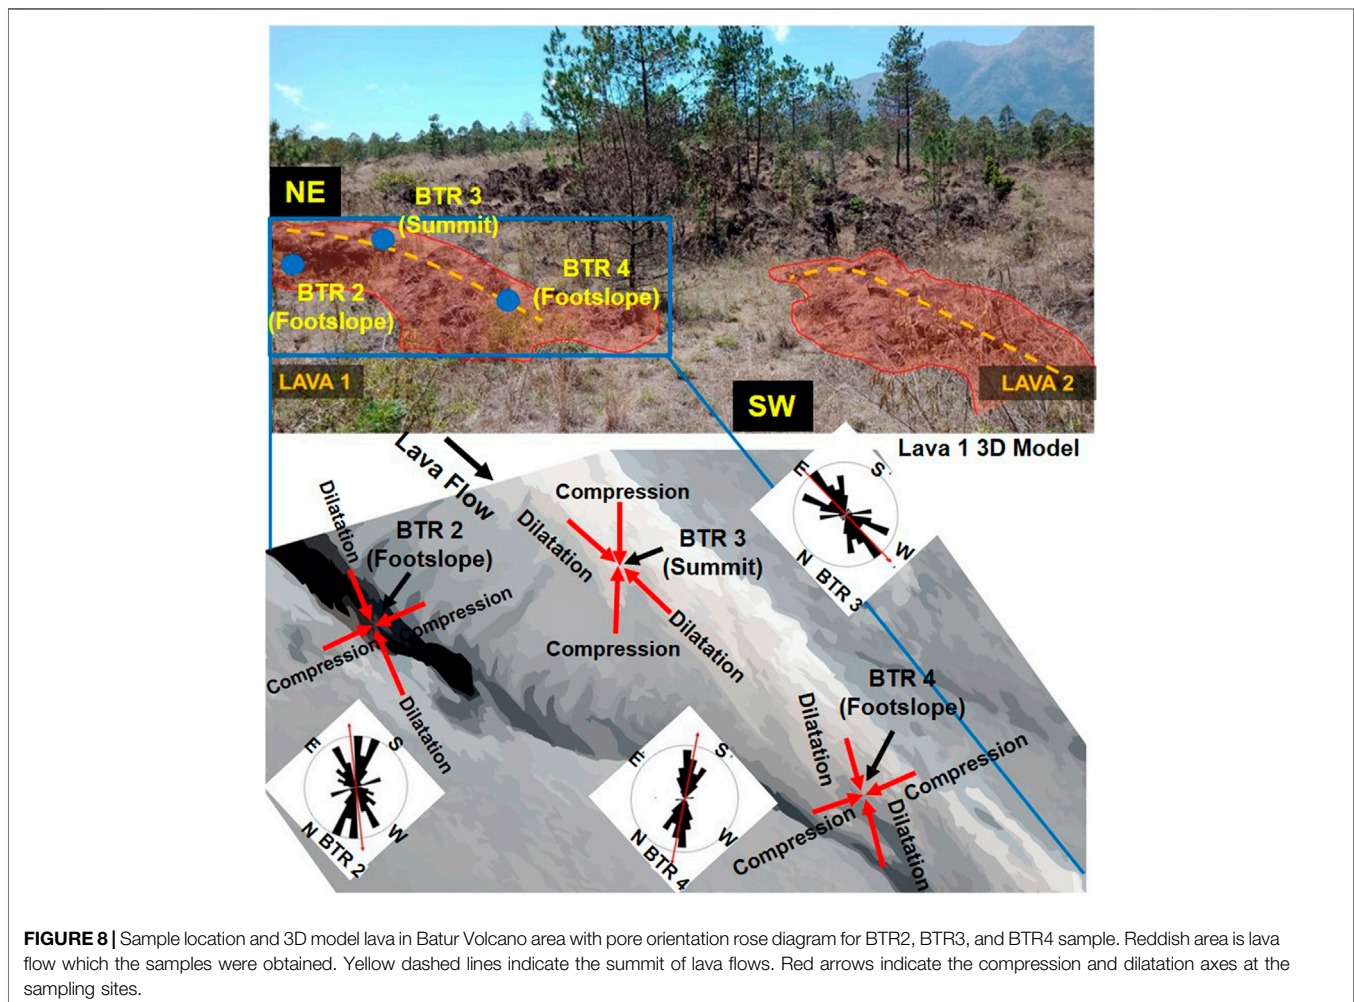 NE
BTR 3
(Summit)
BTR 4
(Footslope)
BTR 2
(Footslope)
LAVA 1
LAVA 2
SW
Lava 1 3D Model
Lava Flow
Compression
Dilatation
BTR 3
(Summit)
Dilatation
Compression
Dilatation
BTR 2
(Footslope)
Compression
Compression
Dilatation
E
S
N
W
BTR 3
BTR 4
(Footslope)
Dilatation
Compression
Compression
Dilatation
E
S
N
W
BTR 2
E
S
N
W
BTR 4
FIGURE 8 | Sample location and 3D model lava in Batur Volcano area with pore orientation rose diagram for BTR2, BTR3, and BTR4 sample. Reddish area is lava
flow which the samples were obtained. Yellow dashed lines indicate the summit of lava flows. Red arrows indicate the compression and dilatation axes at the
sampling sites.